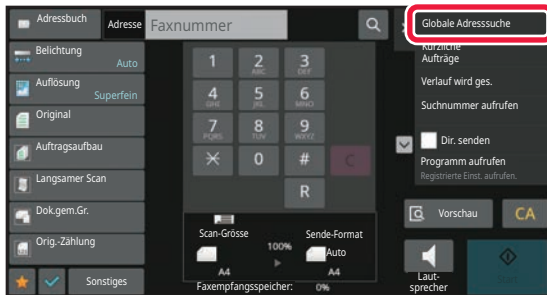 Adressbuch
Adresse
Faxnummer
Globale Adresssuche
Kürzliche
Aufträge
Verlauf wird ges.
Suchnummer aufrufen
Dir. senden
Programm aufrufen
Registrierte Einst. aufrufen.
Belichtung
Auto
Auflösung
Superfein
Original
Auftragsaufbau
Langsamer Scan
Dok.gem.Gr.
Orig.-Zählung
Sonstiges
1
2
ABC
3
DEF
4
GHI
5
JKL
6
MNO
7
PQRS
8
TUV
9
WXYZ
0
#
C
R
Scan-Grösse
100%
Sende-Format
Auto
A4
A4
Faxempfangsspeicher: 0%
Vorschau
CA
Laut-
sprecher
Start